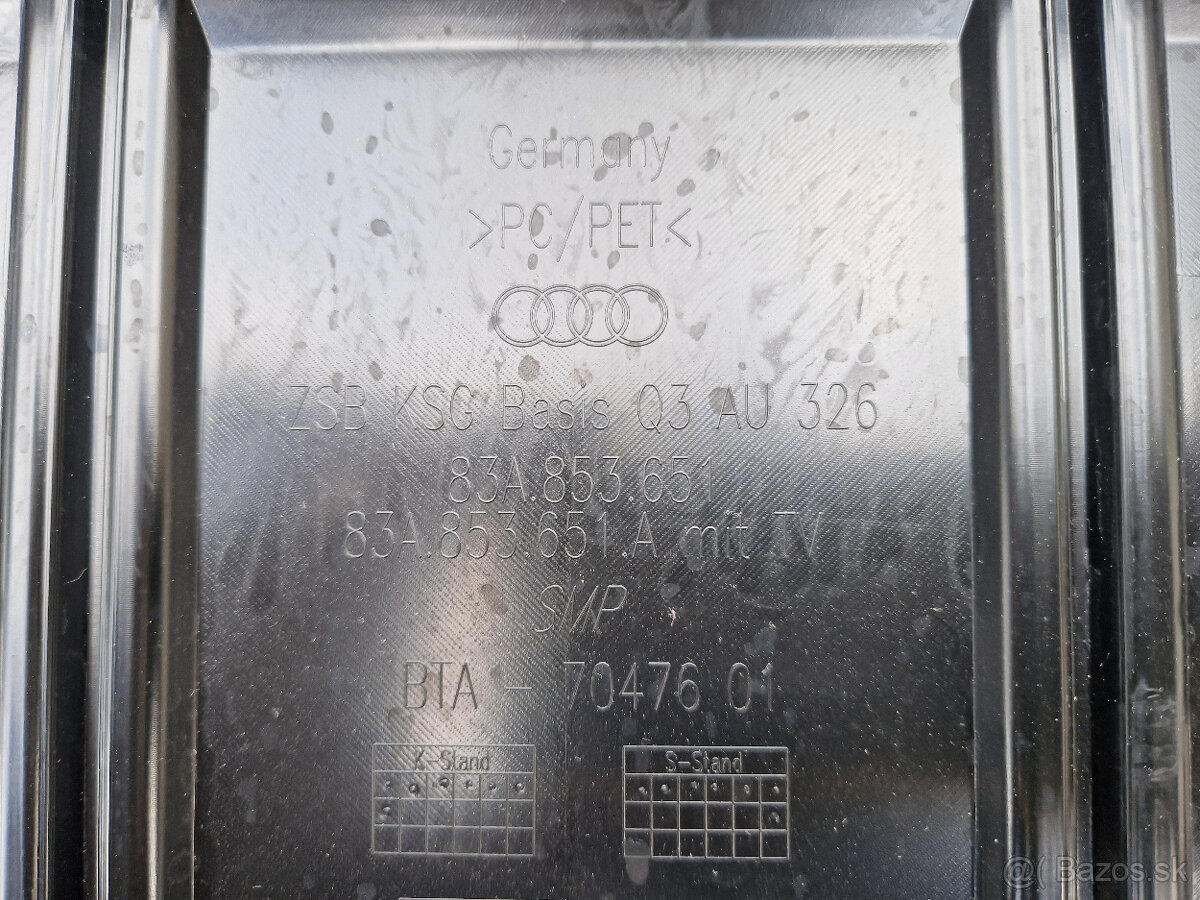 Germany
>PC/PET<
ZSB KSG Basis Q3 AU 326
83A.853.651
83A.853.651.A mit TV
SMP
BTA - 70476 01
K-Stand S-Stand
@( Bazos.sk